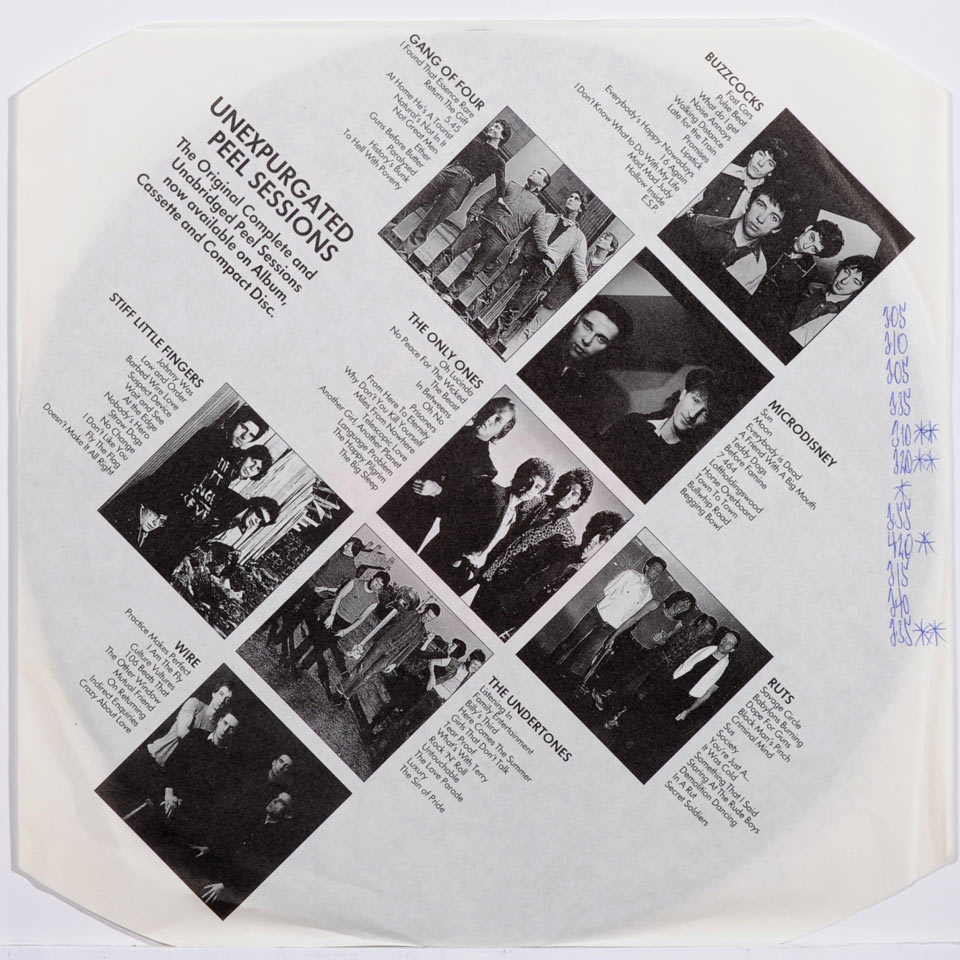 UNEXPURGATED
PEEL SESSIONS
The Original Complete and
Unabridged Peel Sessions
now available on Album,
Cassette and Compact Disc.
GANG OF FOUR
I Found That Essence Rare
Return The Gift
5.45
At Home He's A Tourist
Natural's Not In It
Not Great Men
Ether
Guns Before Butter
Paralysed
History's Bunk
To Hell With Poverty
BUZZCOCKS
Fast Cars
Pulse Beat
What do I get
Noise Annoys
Walking Distance
Late for the Train
Promises
Lipstick
Everybody's Happy Nowadays
16 Again
I Don't Know What to Do With My Life
Mad Mad Judy
Hollow Inside
E.S.P.
STIFF LITTLE FINGERS
Johnny Was
Law and Order
Barbed Wire Love
Suspect Device
Wait and See
At the Edge
Nobody's Hero
Straw Dogs
No Change
I Don't Like You
Fly The Flag
Doesn't Make It All Right
THE ONLY ONES
Oh Lucinda
No Peace For The Wicked
The Beast
In Betweens
Oh No
Prisoners
From Here To Eternity
Why Don't You Kill Yourself
Miles From Nowhere
Telescopic Love
Another Girl, Another Planet
Language Problem
The Happy Pilgrim
The Big Sleep
MICRODISNEY
Sun
Moon
Everybody is Dead
A Friend With A Big Mouth
Teddy Dogs
Before Famine
464
Loftholdingswood
Horse Overboard
Town To Town
Bullwhip Road
Begging Bowl
WIRE
Practice Makes Perfect
I Am The Fly
Culture Vultures
106 Beats That
The Other Window
Mutual Friend
On Returning
Indirect Enquiries
Crazy About Love
THE UNDERTONES
Listening In
Family Entertainment
Billy's Third
Here Comes The Summer
Girls That Don't Talk
Tear Proof
What's With Terry
Rock 'N' Roll
Untouchable
The Love Parade
Luxury
The Sin of Pride
RUTS
Savage Circle
Babylons Burning
Dope For Guns
Black Man's Pinch
Criminal Mind
Sus
Society
You're Just A..
It Was Cold
Something That I Said
Staring At The Rude Boys
Demolition Dancing
In A Rut
Secret Soldiers
305
310
305
335
310**
320**
*
355
420*
315
340
335**